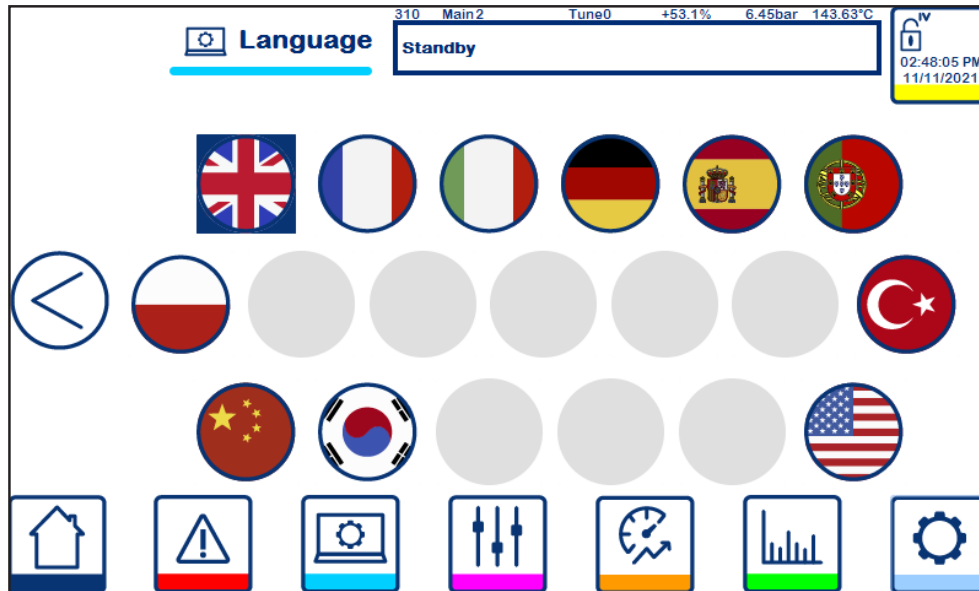 310 Main2 Tune0 +53.1% 6.45bar 143.63°C
Language
Standby
IV
02:48:05 PM
11/11/2021